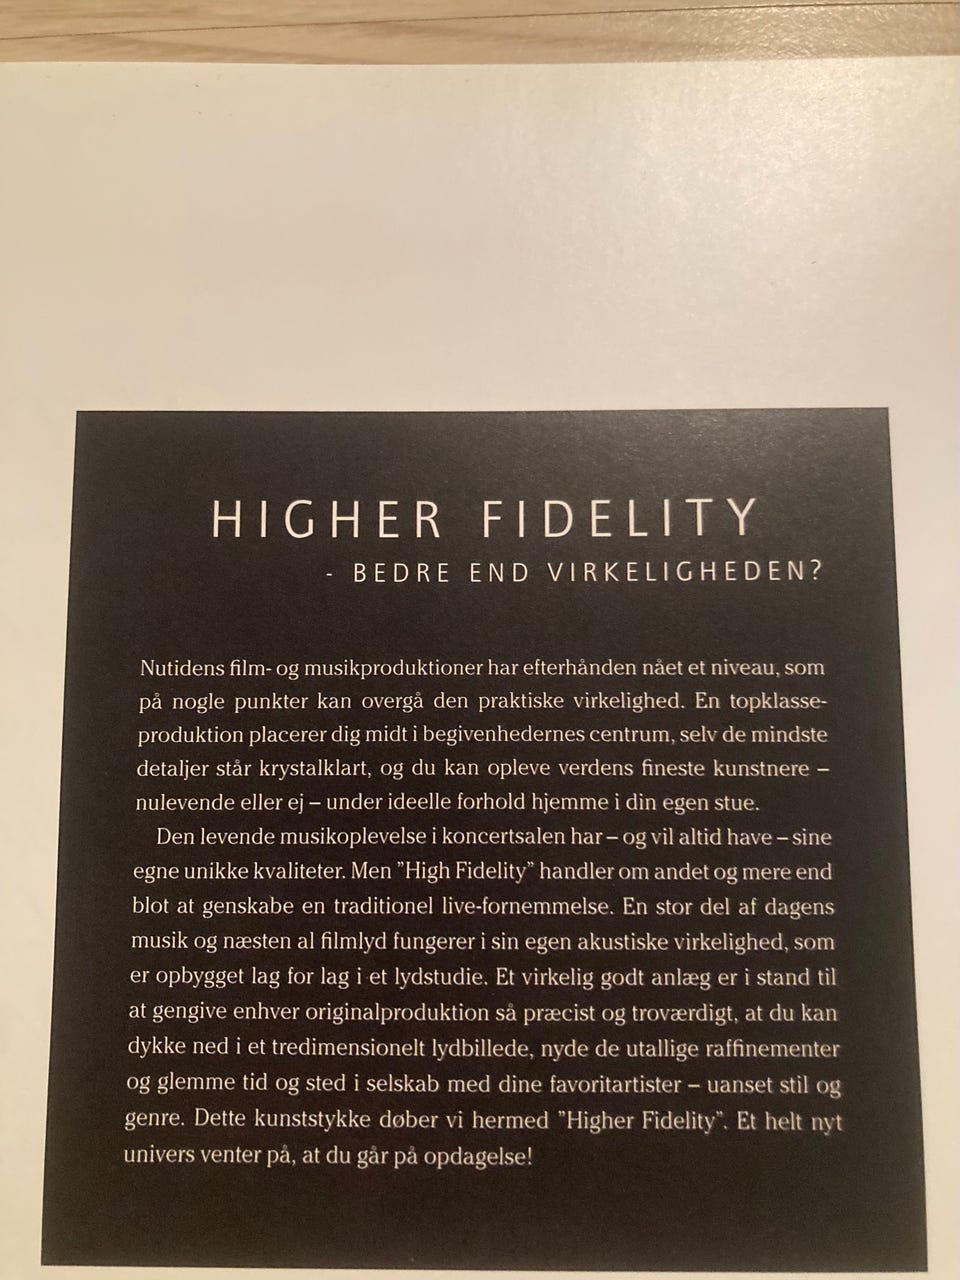 HIGHER FIDELITY
- BEDRE END VIRKELIGHEDEN?
Nutidens film- og musikproduktioner har efterhånden nået et niveau, som
på nogle punkter kan overgå den praktiske virkelighed. En topklasse-
produktion placerer dig midt i begivenhedernes centrum, selv de mindste
detaljer står krystalklart, og du kan opleve verdens fineste kunstnere –
nulevende eller ej – under ideelle forhold hjemme i din egen stue.
Den levende musikoplevelse i koncertsalen har – og vil altid have – sine
egne unikke kvaliteter. Men ”High Fidelity” handler om andet og mere end
blot at genskabe en traditionel live-fornemmelse. En stor del af dagens
musik og næsten al filmlyd fungerer i sin egen akustiske virkelighed, som
er opbygget lag for lag i et lydstudie. Et virkelig godt anlæg er i stand til
at gengive enhver originalproduktion så præcist og troværdigt, at du kan
dykke ned i et tredimensionelt lydbillede, nyde de utallige raffinementer
og glemme tid og sted i selskab med dine favoritartister – uanset stil og
genre. Dette kunststykke døber vi hermed ”Higher Fidelity”. Et helt nyt
univers venter på, at du går på opdagelse!